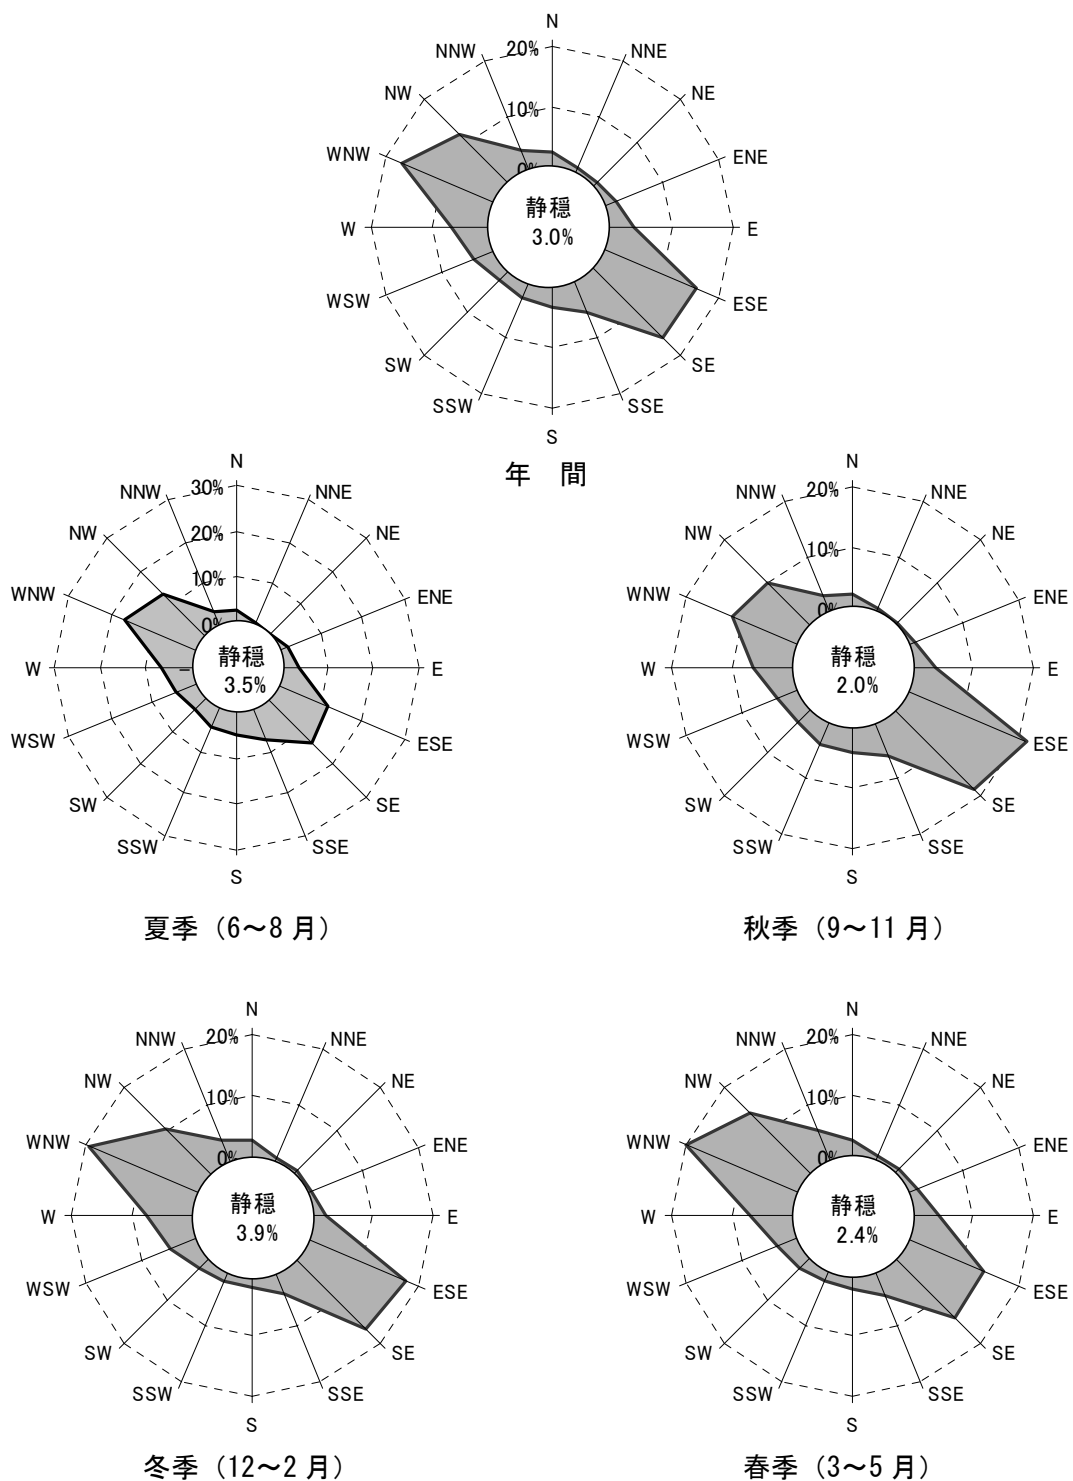 N
NNW
20%
NNE
NW
NE
10%
WNW
ENE
0%
静穏
3.0%
W
E
WSW
ESE
SW
SE
SSW
SSE
S
年 間
N
NNW
30%
NNE
NW
20%
NE
10%
WNW
ENE
0%
静穏
3.5%
W
E
WSW
ESE
SW
SE
SSW
SSE
S
夏季（6～8 月）
N
NNW
20%
NNE
NW
NE
10%
WNW
ENE
0%
静穏
2.0%
W
E
WSW
ESE
SW
SE
SSW
SSE
S
秋季（9～11 月）
N
NNW
20%
NNE
NW
NE
10%
WNW
ENE
0%
静穏
3.9%
W
E
WSW
ESE
SW
SE
SSW
SSE
S
冬季（12～2 月）
N
NNW
20%
NNE
NW
NE
10%
WNW
ENE
0%
静穏
2.4%
W
E
WSW
ESE
SW
SE
SSW
SSE
S
春季（3～5 月）